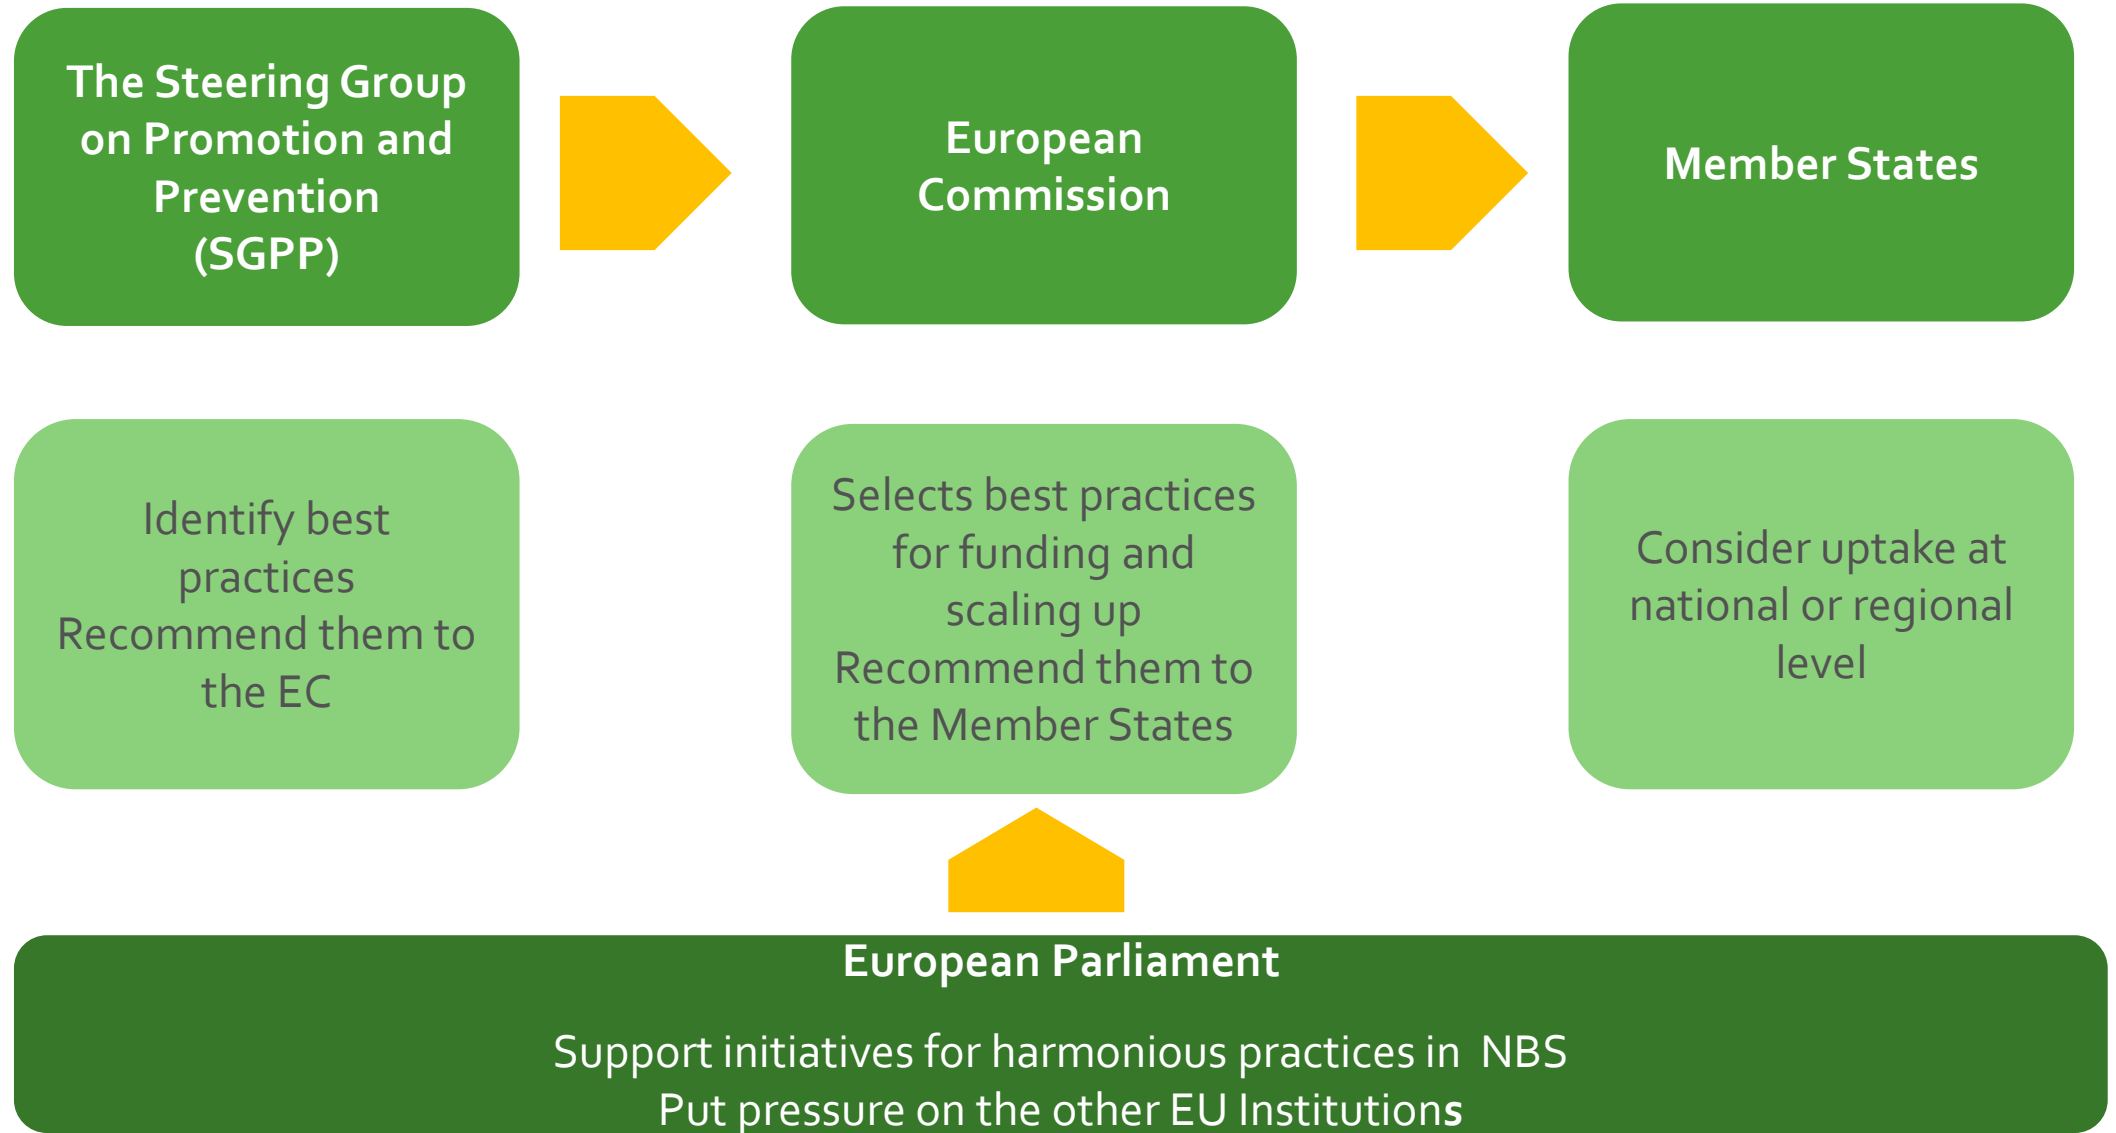 The Steering Group
on Promotion and
Prevention
(SGPP)
European
Commission
Member States
Identify best
practices
Recommend them to
the EC
Selects best practices
for funding and
scaling up
Recommend them to
the Member States
Consider uptake at
national or regional
level
European Parliament
Support initiatives for harmonious practices in NBS
Put pressure on the other EU Institutions